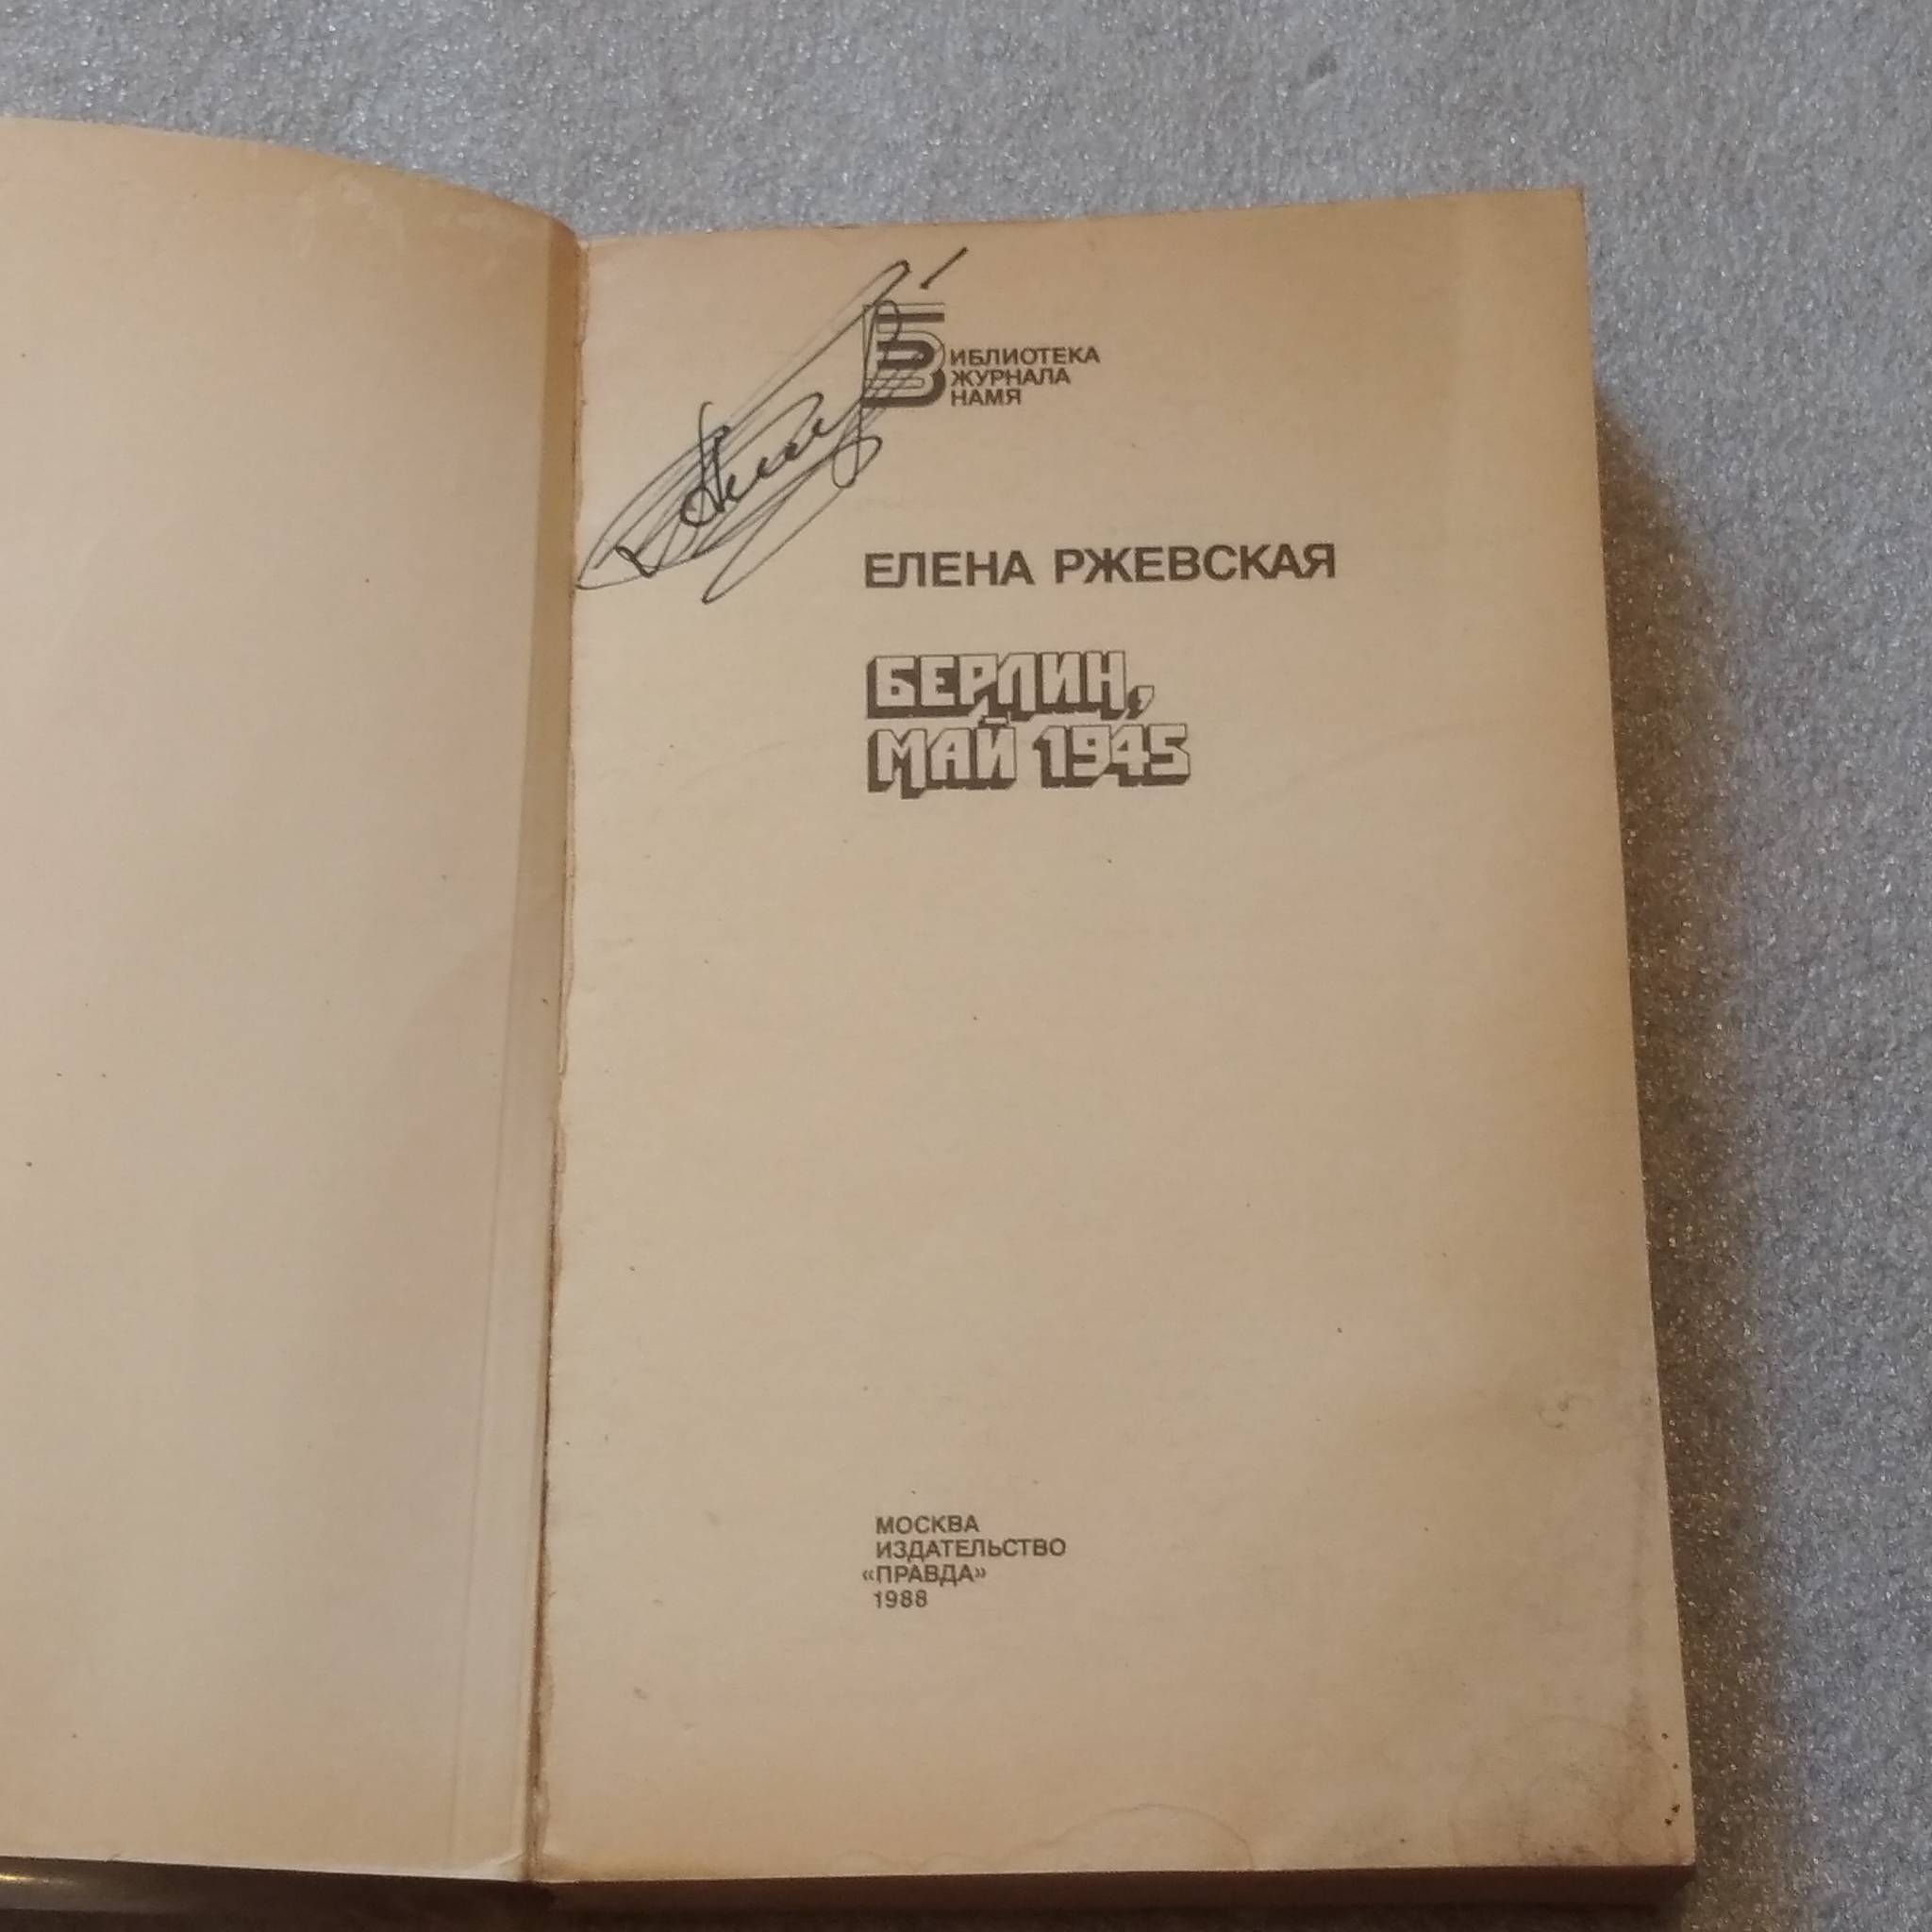 БИБЛИОТЕКА
ЖУРНАЛА
ЗНАМЯ
ЕЛЕНА РЖЕВСКАЯ
БЕРЛИН,
МАЙ 1945
МОСКВА
ИЗДАТЕЛЬСТВО
«ПРАВДА»
1988